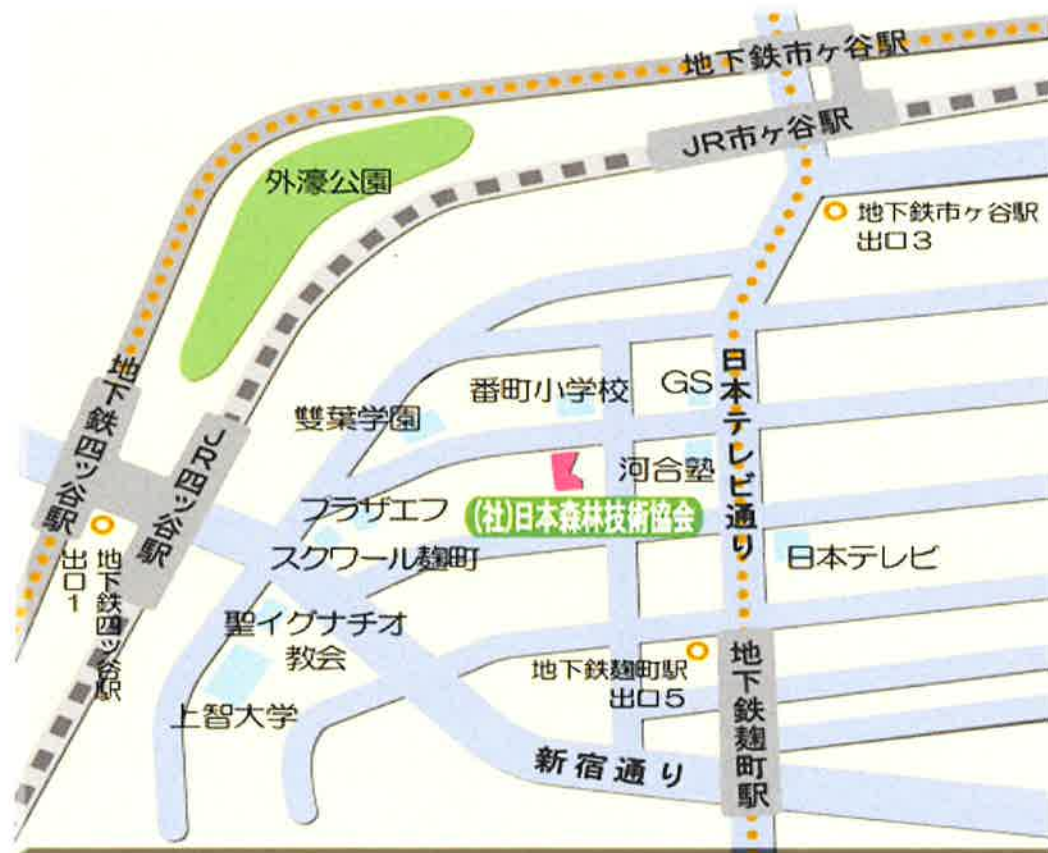 地下鉄市ヶ谷駅
JR市ヶ谷駅
外濠公園
地下鉄市ヶ谷駅
出口3
地下鉄四ツ谷駅
JR四ツ谷駅
番町小学校
GS
日本テレビ通り
雙葉学園
河合塾
プラザエフ
(社)日本森林技術協会
スクワール麹町
日本テレビ
地下鉄四ツ谷駅
出口1
聖イグナチオ
教会
地下鉄麹町駅
出口5
地下鉄麹町駅
上智大学
新宿通り